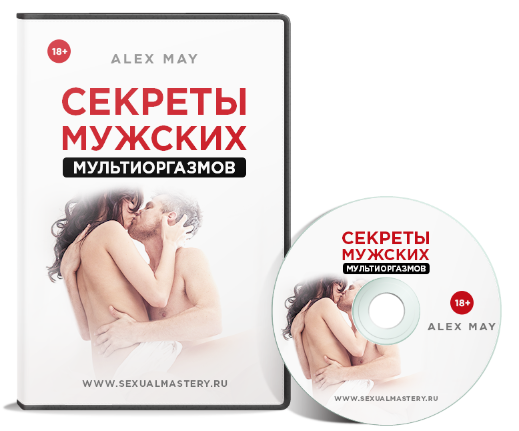 18+
ALEX MAY
СЕКРЕТЫ
МУЖСКИХ
МУЛЬТИОРГАЗМОВ
WWW.SEXUALMASTERY.RU
СЕКРЕТЫ
МУЖСКИХ
МУЛЬТИОРГАЗМОВ
18+
ALEX MAY
WWW.SEXUALMASTERY.RU